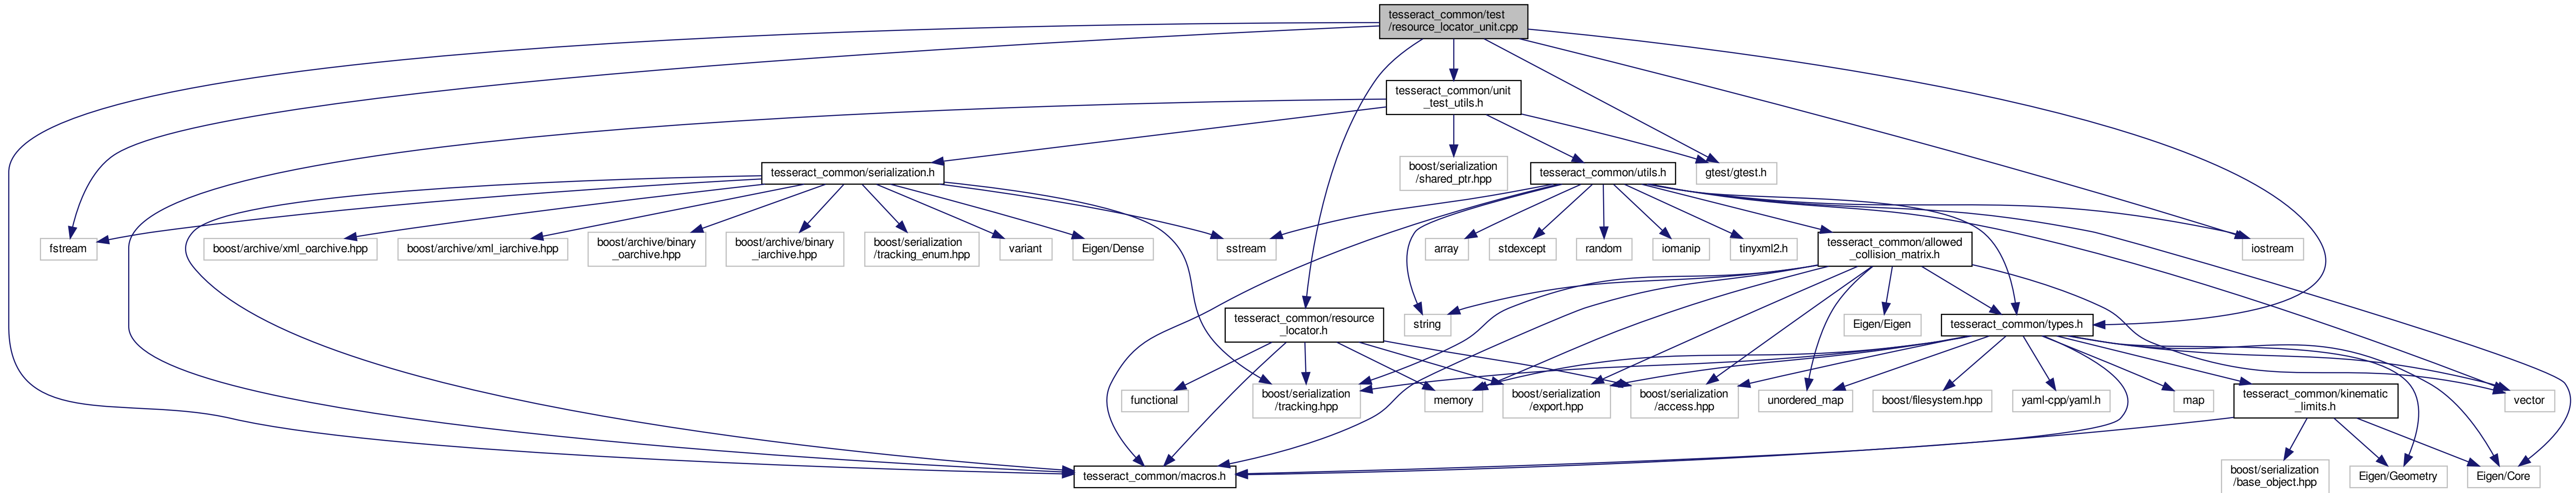 tesseract_common/test
/resource_locator_unit.cpp
tesseract_common/unit
_test_utils.h
tesseract_common/serialization.h
boost/serialization
/shared_ptr.hpp
tesseract_common/utils.h
gtest/gtest.h
fstream
boost/archive/xml_oarchive.hpp
boost/archive/xml_iarchive.hpp
boost/archive/binary
_oarchive.hpp
boost/archive/binary
_iarchive.hpp
boost/serialization
/tracking_enum.hpp
variant
Eigen/Dense
sstream
array
stdexcept
random
iomanip
tinyxml2.h
tesseract_common/allowed
_collision_matrix.h
iostream
tesseract_common/resource
_locator.h
string
Eigen/Eigen
tesseract_common/types.h
functional
boost/serialization
/tracking.hpp
memory
boost/serialization
/export.hpp
boost/serialization
/access.hpp
unordered_map
boost/filesystem.hpp
yaml-cpp/yaml.h
map
tesseract_common/kinematic
_limits.h
vector
tesseract_common/macros.h
boost/serialization
/base_object.hpp
Eigen/Geometry
Eigen/Core